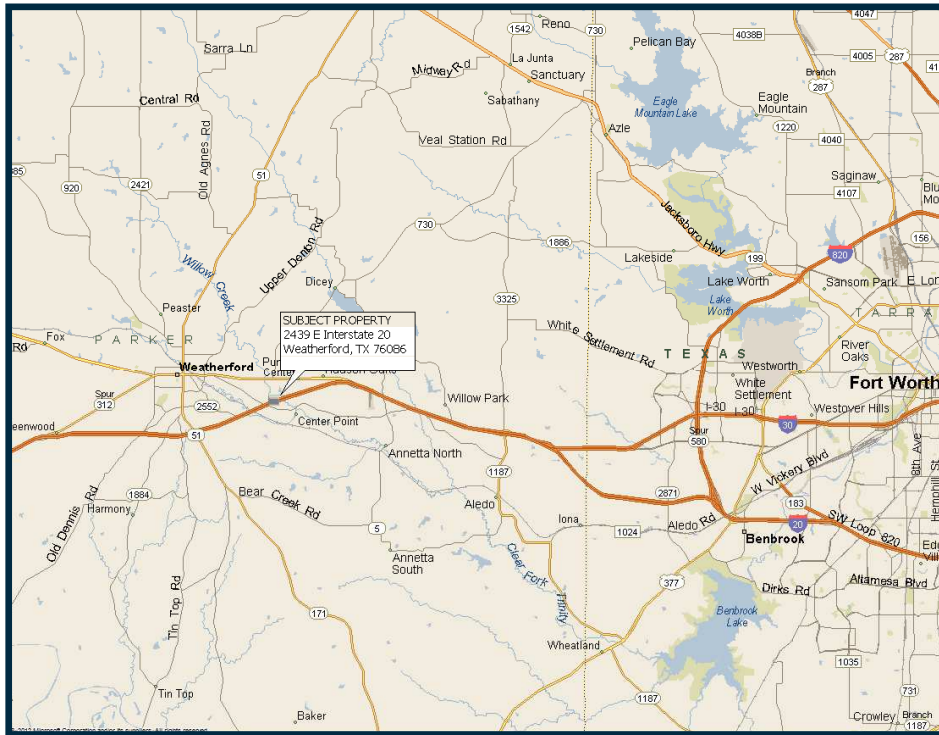 Reno
1542
730
Pelican Bay
4038B
4047
4005
287
Sarra Ln
La Junta
Midway Rd
Sanctuary
Branch
287
Central Rd
Sabathany
Eagle
Mountain Lake
Eagle
Mountain
Old Agnes Rd
Veal Station Rd
Azle
1220
4040
51
920
2421
Saginaw
4107
Upper Denton Rd
730
1886
Jacksboro Hwy
156
Lakeside
199
820
Willow Creek
Dicey
Lake Worth
Sansom Park
Peaster
3325
Lake
Worth
SUBJECT PROPERTY
2439 E Interstate 20
Weatherford, TX 76086
Fox
PARKER
White Settlement Rd
TEXAS
River
Oaks
Weatherford
Westworth
White
Settlement
Fort Worth
Spur
312
2552
Willow Park
I-30
I-30
Westover Hills
Center Point
30
51
Spur
580
Annetta North
8th Ave
Hemphill St
W Vickery Blvd
1187
1884
Harmony
Bear Creek Rd
Aledo
2871
183
Old Dennis Rd
5
Iona
1024
Aledo Rd
20
SW Loop 820
Benbrook
Annetta
South
Clear Fork
Trinity
377
Dirks Rd
Altamesa Blvd
Tin Top Rd
171
Benbrook
Lake
Wheatland
1035
Tin Top
1187
731
Baker
Crowley
1187